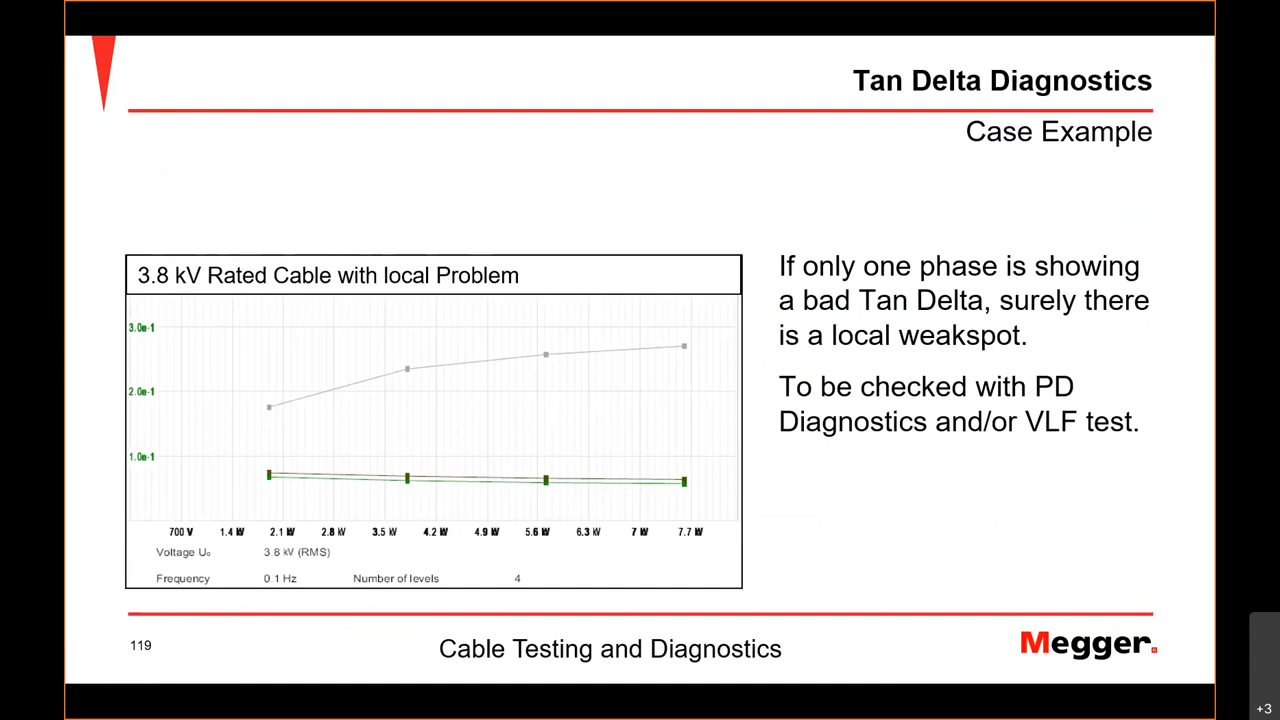 Tan Delta Diagnostics
Case Example
3.8 kV Rated Cable with local Problem
3.0e-1
2.0e-1
1.0e-1
700 V 1.4 kV 2.1 kV 2.8 kV 3.5 kV 4.2 kV 4.9 kV 5.6 kV 6.3 kV 7 kV 7.7 kV
Voltage U₀ 3.8 kV (RMS)
Frequency 0.1 Hz Number of levels 4
If only one phase is showing
a bad Tan Delta, surely there
is a local weakspot.
To be checked with PD
Diagnostics and/or VLF test.
119
Cable Testing and Diagnostics
Megger.
+3